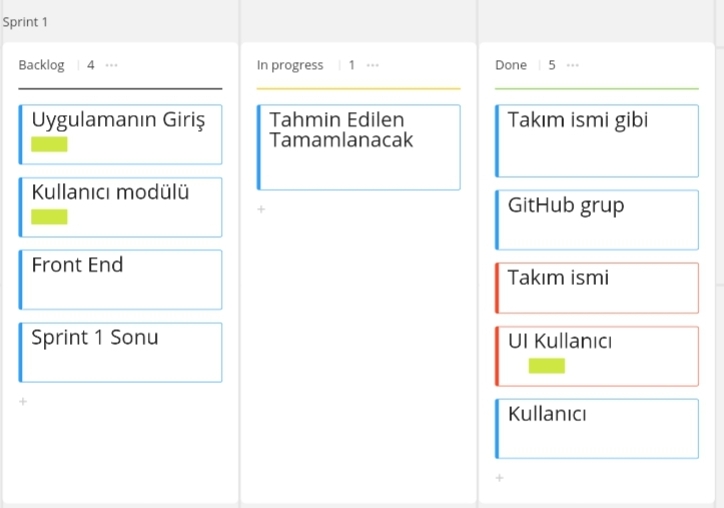 Sprint 1
Backlog 4 ...
Uygulamanın Giriş
Kullanıcı modülü
Front End
Sprint 1 Sonu
+
In progress 1 ...
Tahmin Edilen
Tamamlanacak
+
Done 5 ...
Takım ismi gibi
GitHub grup
Takım ismi
UI Kullanıcı
Kullanıcı
+